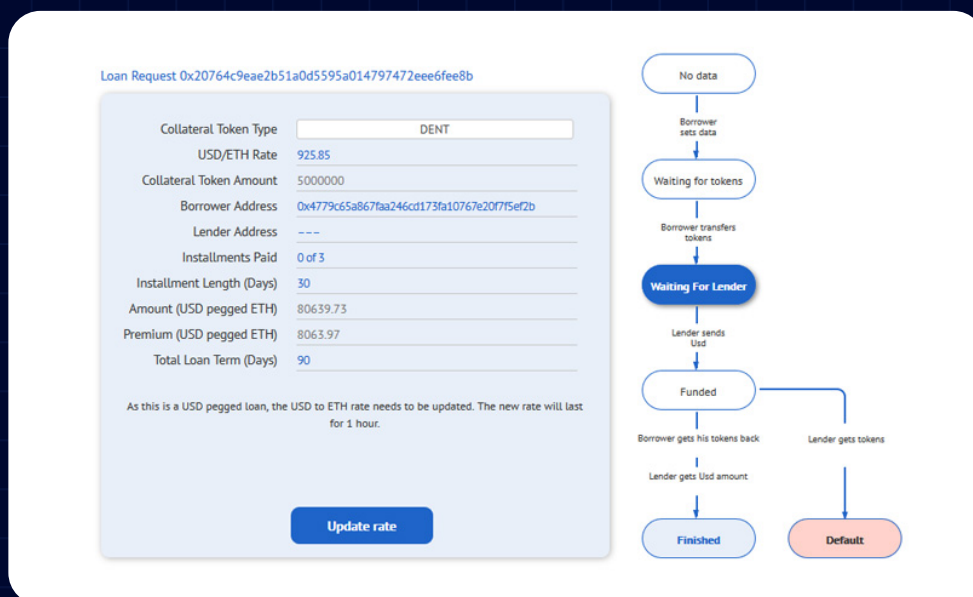 Loan Request 0x20764c9eae2b51a0d5595a014797472eee6fee8b
Collateral Token Type DENT
USD/ETH Rate 925.85
Collateral Token Amount 5000000
Borrower Address 0x4779c65a867faa246cd173fa10767e20f7f5ef2b
Lender Address ---
Installments Paid 0 of 3
Installment Length (Days) 30
Amount (USD pegged ETH) 80639.73
Premium (USD pegged ETH) 8063.97
Total Loan Term (Days) 90
As this is a USD pegged loan, the USD to ETH rate needs to be updated. The new rate will last
for 1 hour.
Update rate
No data
Borrower
sets data
Waiting for tokens
Borrower transfers
tokens
Waiting For Lender
Lender sends
Usd
Funded
Borrower gets his tokens back
Lender gets tokens
Lender gets Usd amount
Finished
Default